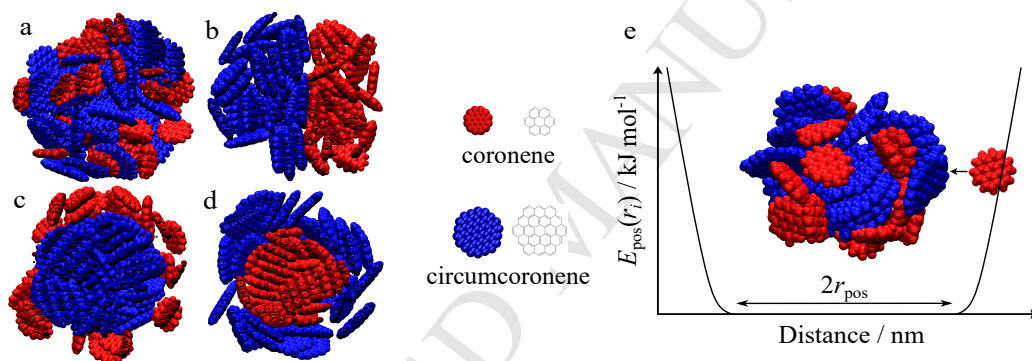 a
b
c
d
coronene
circumcoronene
e
E_pos(r_i) / kJ mol⁻¹
2r_pos
Distance / nm